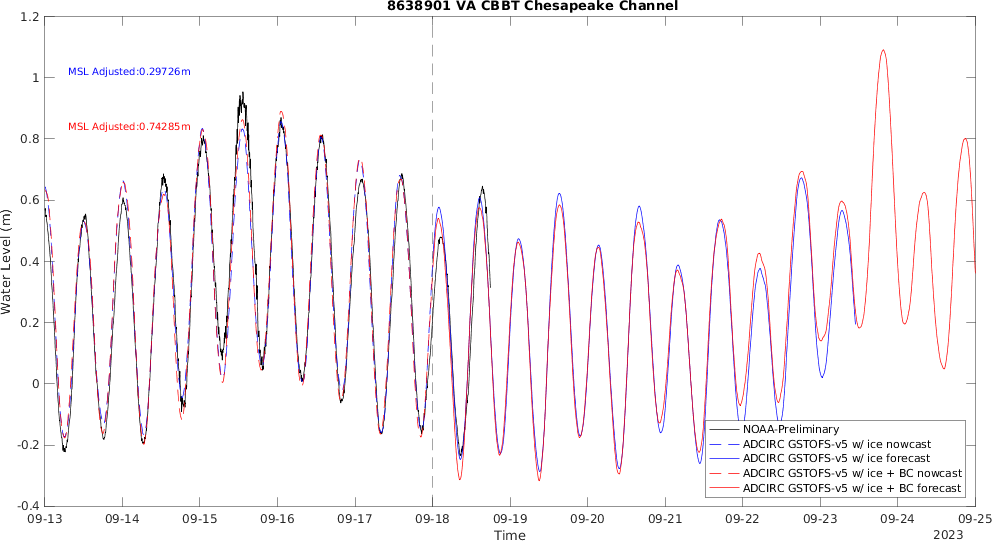 8638901 VA CBBT Chesapeake Channel
1.2
1
0.8
0.6
0.4
0.2
0
-0.2
-0.4
Water Level (m)
MSL Adjusted:0.29726m
MSL Adjusted:0.74285m
NOAA-Preliminary
ADCIRC GSTOFS-v5 w/ ice nowcast
ADCIRC GSTOFS-v5 w/ ice forecast
ADCIRC GSTOFS-v5 w/ ice + BC nowcast
ADCIRC GSTOFS-v5 w/ ice + BC forecast
09-13 09-14 09-15 09-16 09-17 09-18 09-19 09-20 09-21 09-22 09-23 09-24 09-25
Time
2023